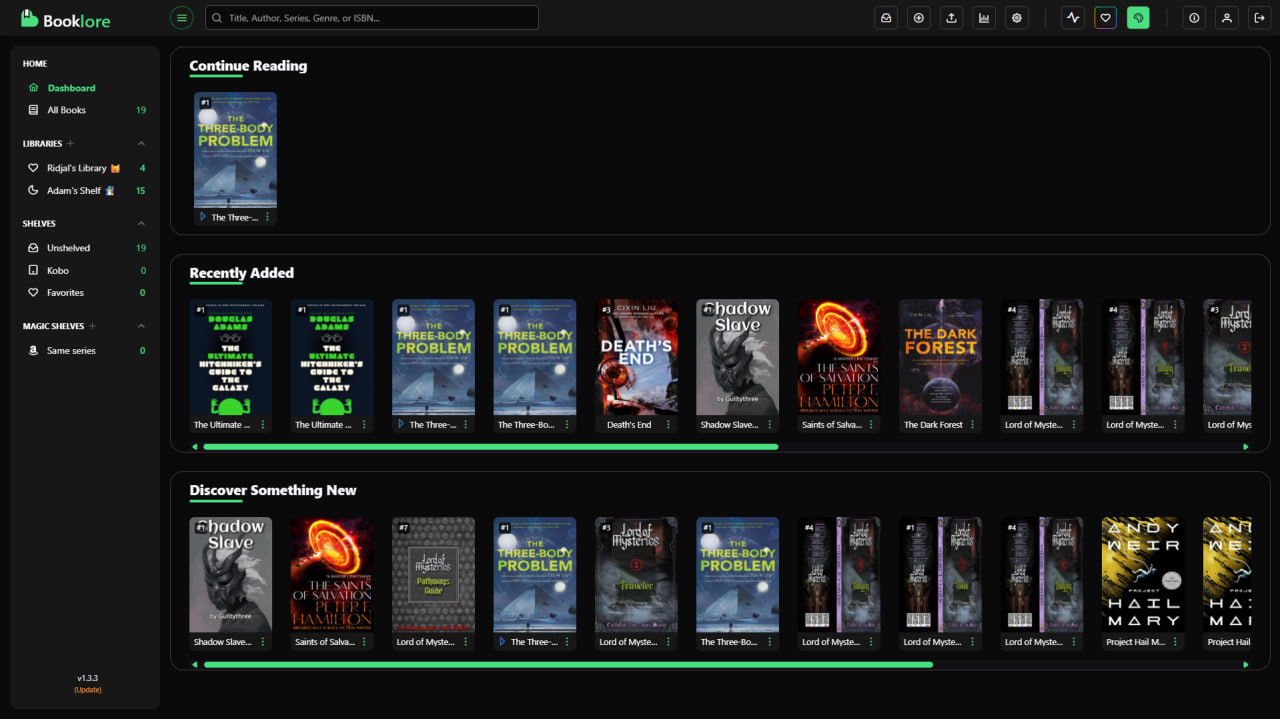 Booklore
Title, Author, Series, Genre, or ISBN...
HOME
Dashboard
All Books 19
LIBRARIES
Ridjal's Library 4
Adam's Shelf 15
SHELVES
Unshelved 19
Kobo 0
Favorites 0
MAGIC SHELVES
Same series 0
v1.3.3
(Update)
Continue Reading
#1
THE
THREE-BODY
PROBLEM
CIXIN LIU
The Three-...
Recently Added
#1
DOUGLAS
ADAMS
THE
ULTIMATE
HITCHHIKER'S
GUIDE TO
THE
GALAXY
The Ultimate ...
#1
DOUGLAS
ADAMS
THE
ULTIMATE
HITCHHIKER'S
GUIDE TO
THE
GALAXY
The Ultimate ...
#1
THE
THREE-BODY
PROBLEM
The Three-...
#1
THE
THREE-BODY
PROBLEM
The Three-Bo...
#3
CIXIN LIU
DEATH'S
END
Death's End
#1
Shadow
Slave
by Guiltythree
Shadow Slave...
THE SAINTS
OF SALVATION
PETER F.
HAMILTON
Saints of Salva...
CIXIN LIU
THE DARK
FOREST
The Dark Forest
#4
Lord of
Mysteries
Lord of Myste...
#4
Lord of
Mysteries
Lord of Myste...
#3
Lord of Mys
Discover Something New
#1
Shadow
Slave
by Guiltythree
Shadow Slave...
THE SAINTS
OF SALVATION
PETER F.
HAMILTON
Saints of Salva...
#7
Lord of
Mysteries
Pathways
Guide
Lord of Myste...
#1
THE
THREE-BODY
PROBLEM
The Three-...
#3
Lord of
Mysteries
Traveler
Lord of Myste...
#1
THE
THREE-BODY
PROBLEM
The Three-Bo...
#4
Lord of
Mysteries
Lord of Myste...
#1
Lord of
Mysteries
Lord of Myste...
#4
Lord of
Mysteries
Lord of Myste...
ANDY
WEIR
PROJECT
HAIL
MARY
Project Hail M...
Project Hail